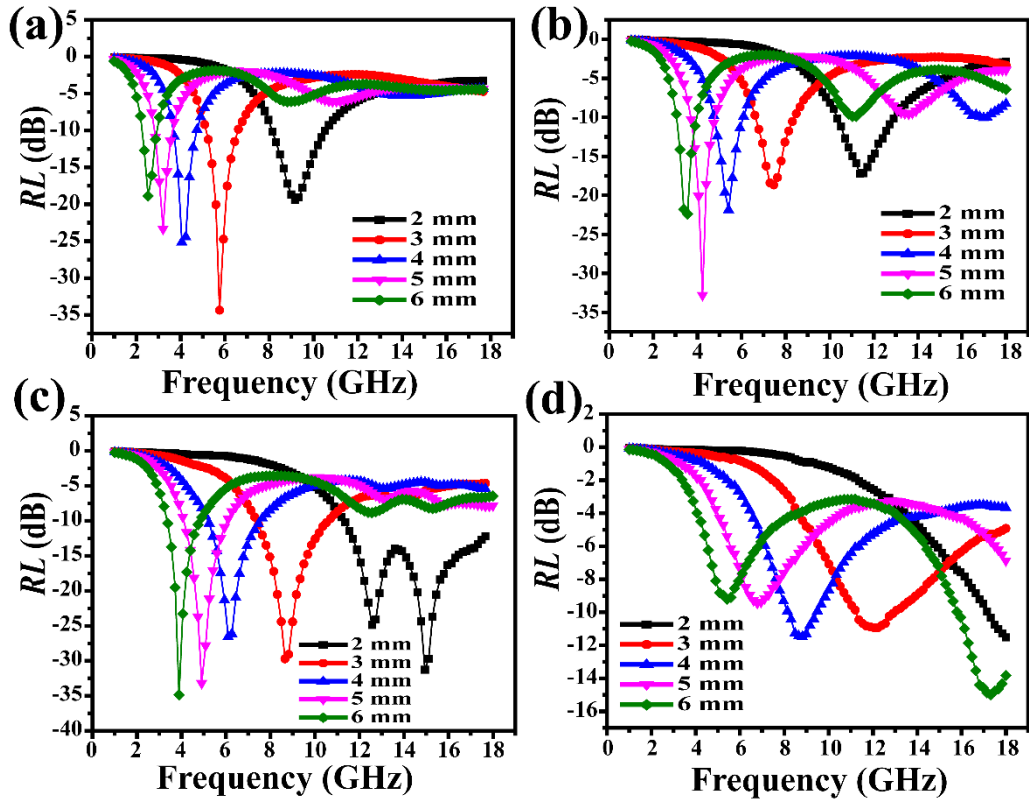 (a)
0
-5
-10
-15
-20
-25
-30
-35
RL (dB)
2 mm
3 mm
4 mm
5 mm
6 mm
0 2 4 6 8 10 12 14 16 18
Frequency (GHz)
(b)
0
-5
-10
-15
-20
-25
-30
-35
RL (dB)
2 mm
3 mm
4 mm
5 mm
6 mm
0 2 4 6 8 10 12 14 16 18
Frequency (GHz)
(c)
5
0
-5
-10
-15
-20
-25
-30
-35
-40
RL (dB)
2 mm
3 mm
4 mm
5 mm
6 mm
0 2 4 6 8 10 12 14 16 18
Frequency (GHz)
(d)
2
0
-2
-4
-6
-8
-10
-12
-14
-16
RL (dB)
2 mm
3 mm
4 mm
5 mm
6 mm
0 2 4 6 8 10 12 14 16 18
Frequency (GHz)